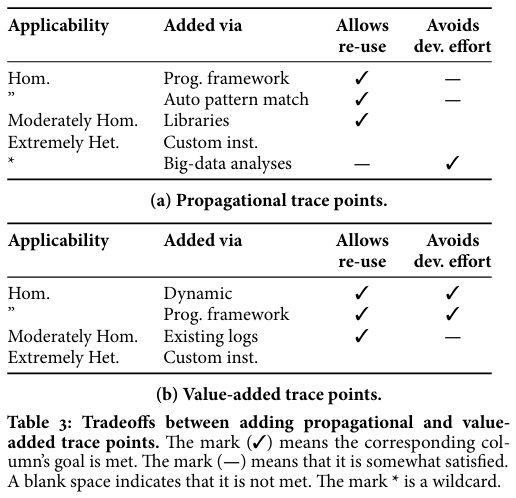 Applicability Added via Allows re-use Avoids dev. effort
Hom. Prog. framework ✓ —
” Auto pattern match ✓ —
Moderately Hom. Libraries ✓
Extremely Het. Custom inst.
* Big-data analyses — ✓
(a) Propagational trace points.
Applicability Added via Allows re-use Avoids dev. effort
Hom. Dynamic ✓ ✓
” Prog. framework ✓ ✓
Moderately Hom. Existing logs ✓ —
Extremely Het. Custom inst.
(b) Value-added trace points.
Table 3: Tradeoffs between adding propagational and value-
added trace points. The mark (✓) means the corresponding col-
umn's goal is met. The mark (—) means that it is somewhat satisfied.
A blank space indicates that it is not met. The mark * is a wildcard.